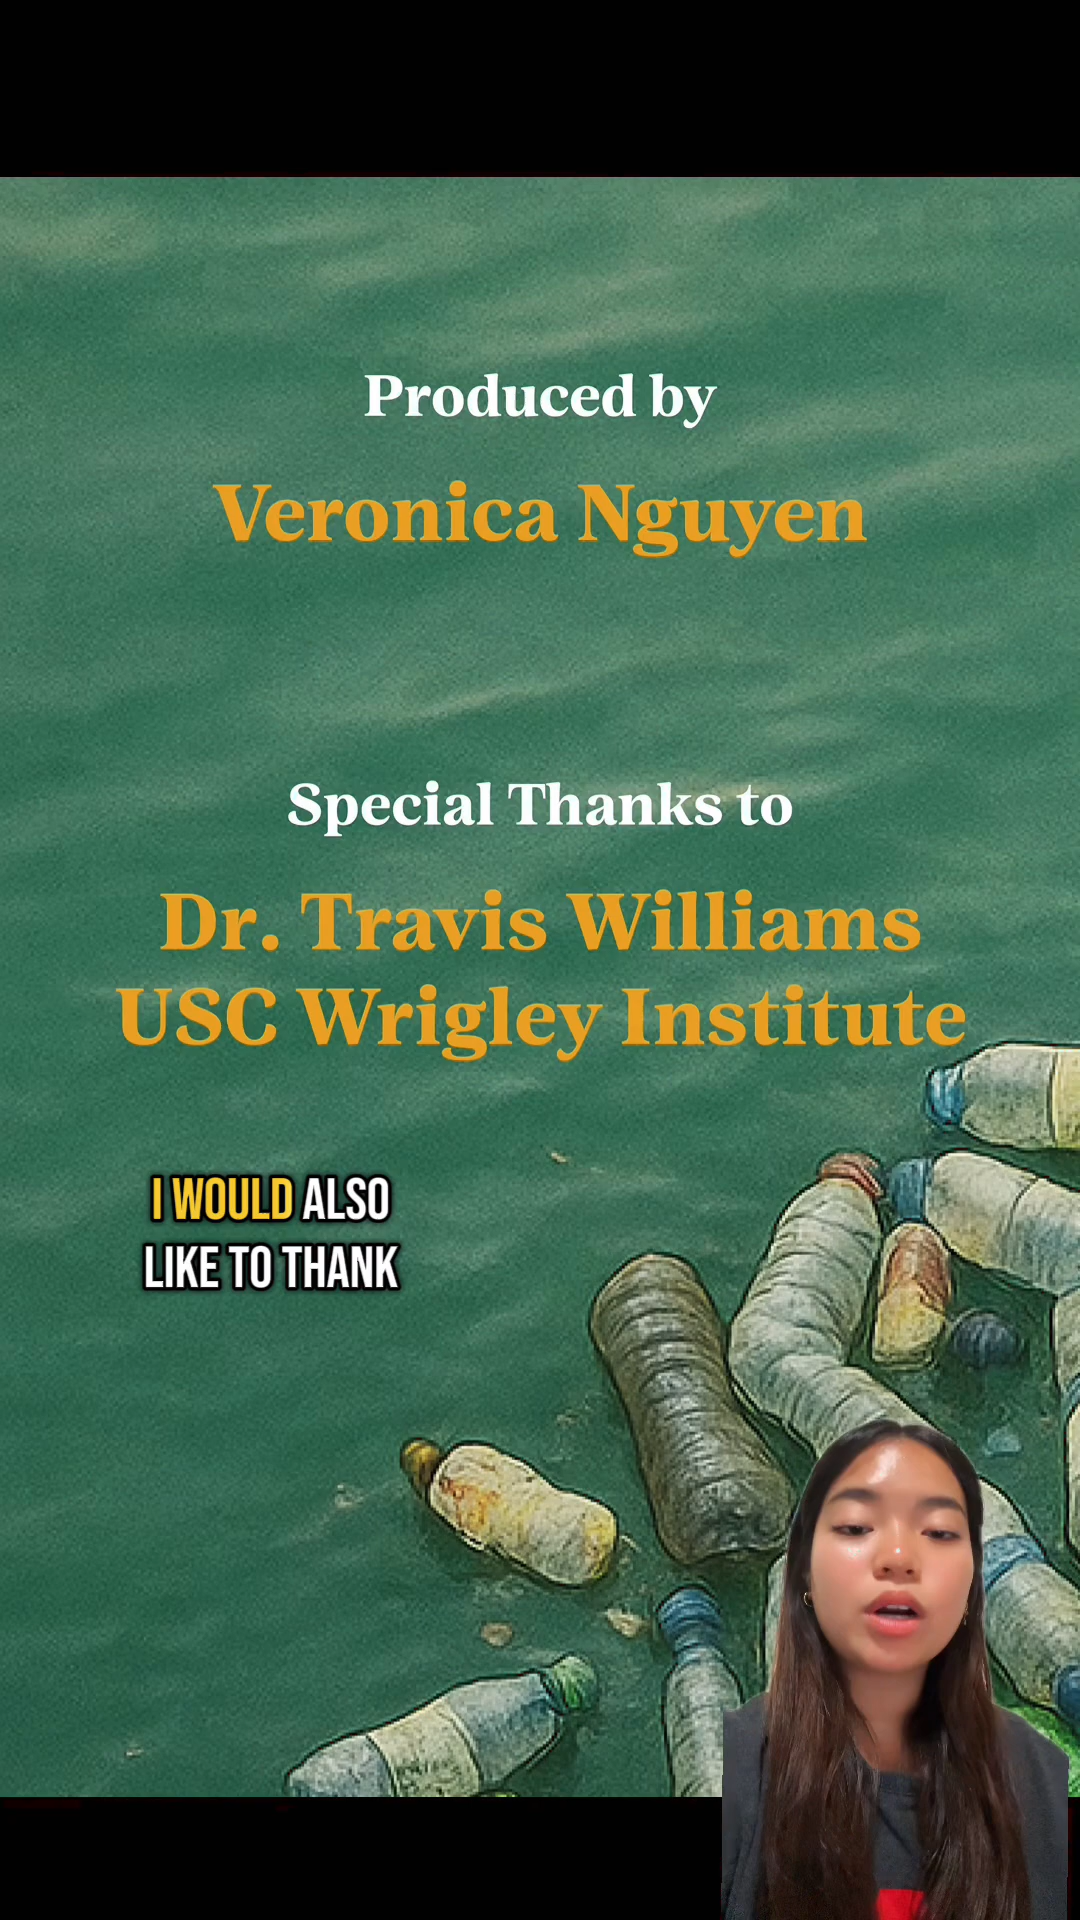 Produced by
Veronica Nguyen
Special Thanks to
Dr. Travis Williams
USC Wrigley Institute
I WOULD ALSO
LIKE TO THANK